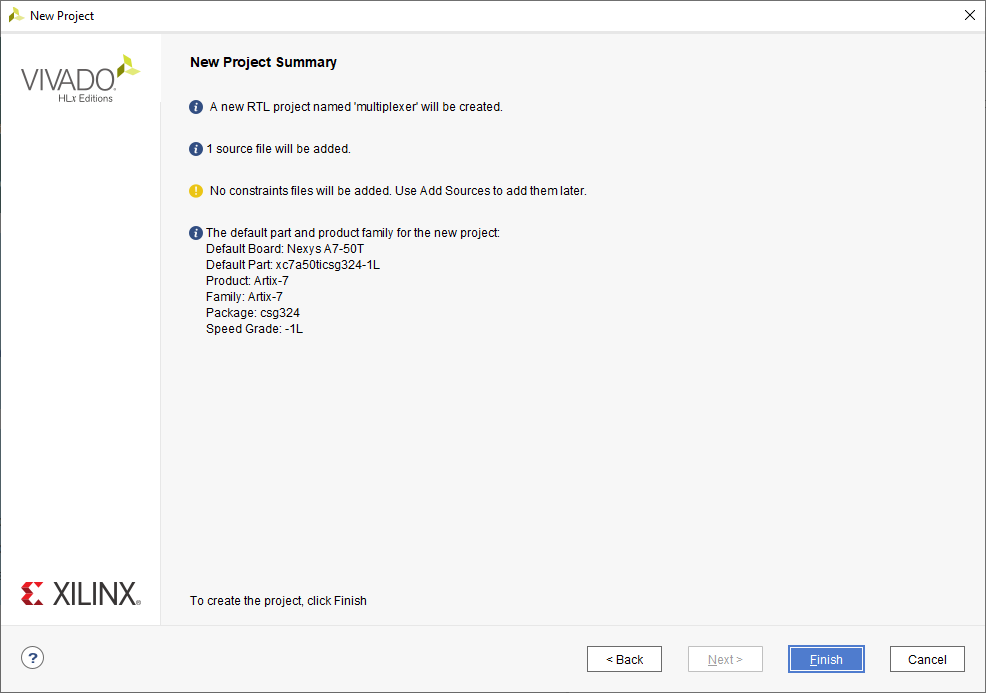 New Project
VIVADO
HLx Editions
New Project Summary
A new RTL project named 'multiplexer' will be created.
1 source file will be added.
No constraints files will be added. Use Add Sources to add them later.
The default part and product family for the new project:
Default Board: Nexys A7-50T
Default Part: xc7a50ticsg324-1L
Product: Artix-7
Family: Artix-7
Package: csg324
Speed Grade: -1L
XILINX®
To create the project, click Finish
?
< Back
Next >
Finish
Cancel